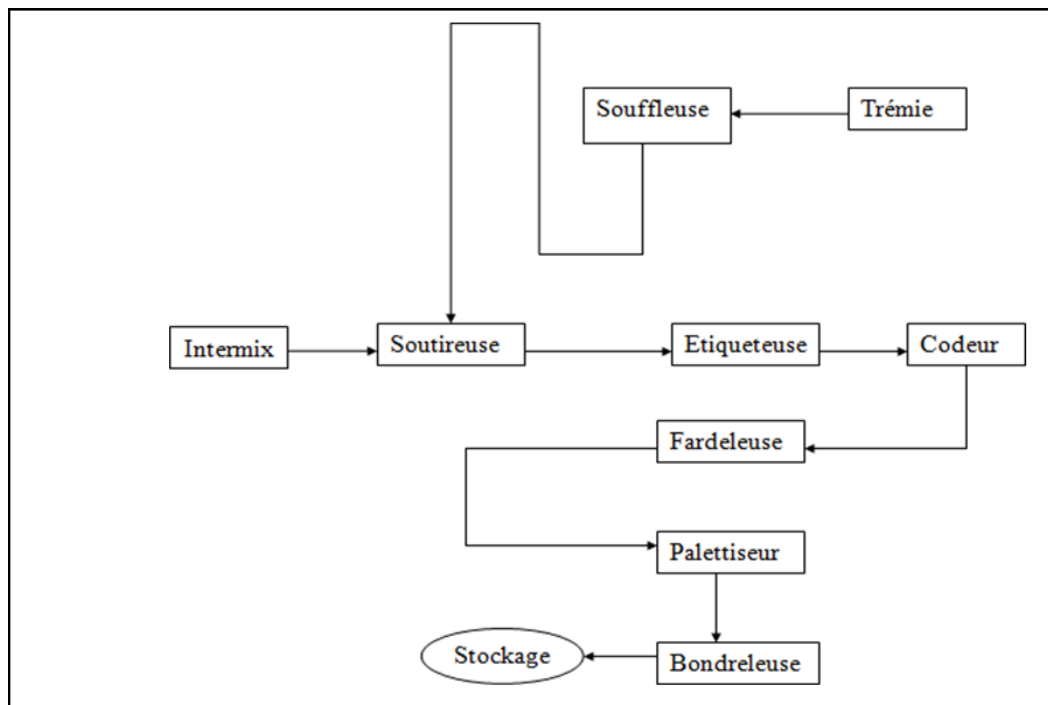 Souffleuse
Trémie
Intermix
Soutireuse
Etiqueteuse
Codeur
Fardeleuse
Palettiseur
Stockage
Bondreleuse